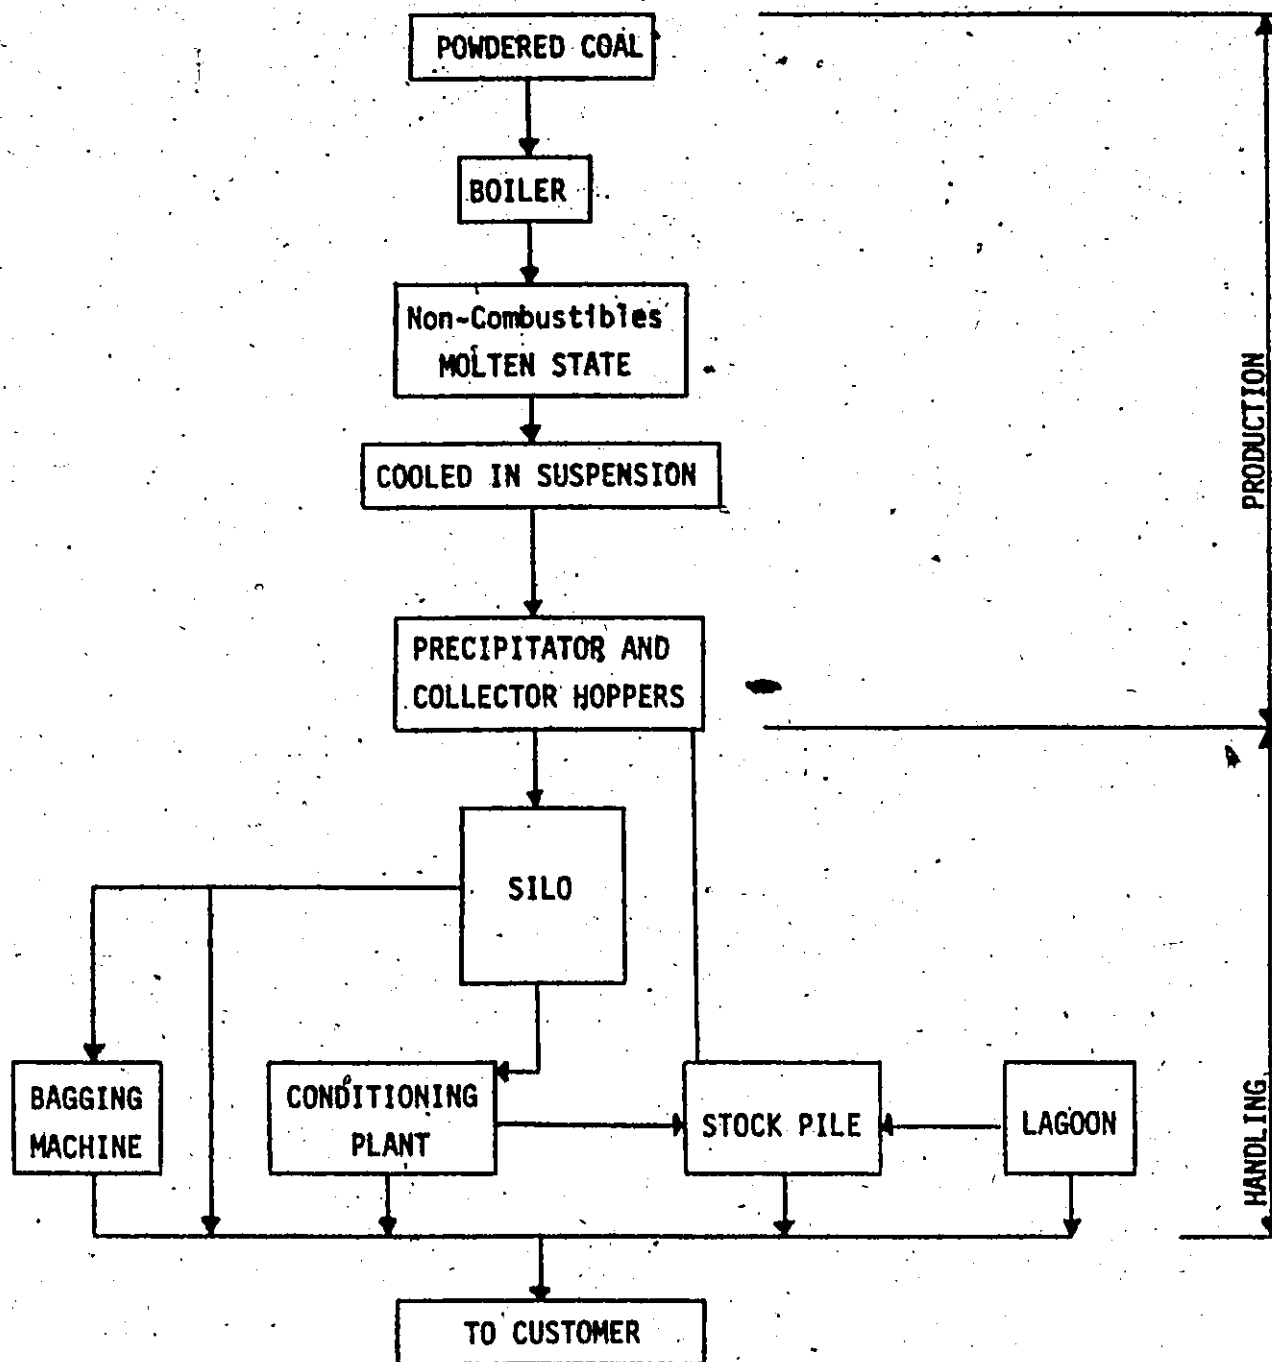 POWDERED COAL
BOILER
Non-Combustibles
MOLTEN STATE
COOLED IN SUSPENSION
PRECIPITATOR AND
COLLECTOR HOPPERS
PRODUCTION
SILO
BAGGING
MACHINE
CONDITIONING
PLANT
STOCK PILE
LAGOON
HANDLING
TO CUSTOMER